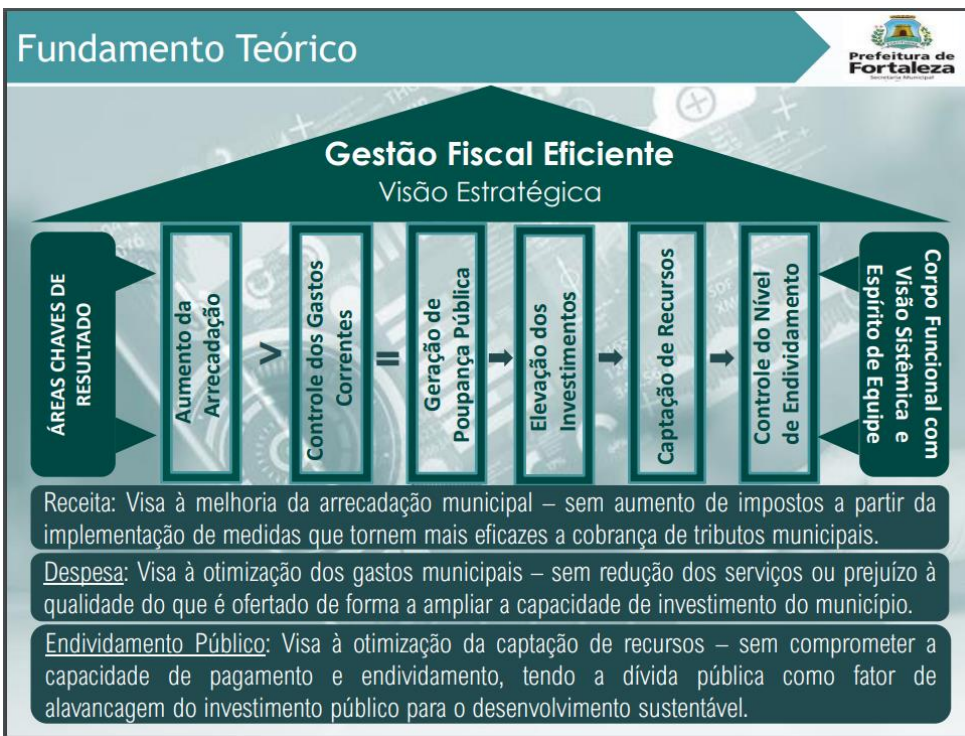 Fundamento Teórico
Prefeitura de
Fortaleza
Secretaria Municipal
Gestão Fiscal Eficiente
Visão Estratégica
ÁREAS CHAVES DE
RESULTADO
Aumento da
Arrecadação
>
Controle dos Gastos
Correntes
=
Geração de
Poupança Pública
Elevação dos
Investimentos
Captação de Recursos
Controle do Nível
de Endividamento
Corpo Funcional com
Visão Sistêmica e
Espírito de Equipe
Receita: Visa à melhoria da arrecadação municipal – sem aumento de impostos a partir da
implementação de medidas que tornem mais eficazes a cobrança de tributos municipais.
Despesa: Visa à otimização dos gastos municipais – sem redução dos serviços ou prejuízo à
qualidade do que é ofertado de forma a ampliar a capacidade de investimento do município.
Endividamento Público: Visa à otimização da captação de recursos – sem comprometer a
capacidade de pagamento e endividamento, tendo a dívida pública como fator de
alavancagem do investimento público para o desenvolvimento sustentável.